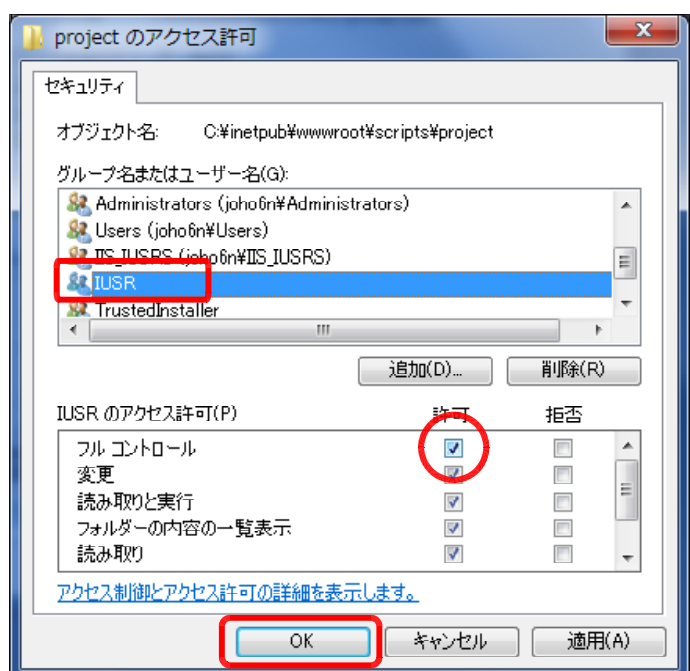 project のアクセス許可
セキュリティ
オブジェクト名: C:¥inetpub¥wwwroot¥scripts¥project
グループ名またはユーザー名(G):
Administrators (joho6n¥Administrators)
Users (joho6n¥Users)
IIS_IUSRS (joho6n¥IIS_IUSRS)
IUSR
TrustedInstaller
追加(D)... 削除(R)
IUSR のアクセス許可(P) 許可 拒否
フル コントロール
変更
読み取りと実行
フォルダーの内容の一覧表示
読み取り
アクセス制御とアクセス許可の詳細を表示します。
OK キャンセル 適用(A)